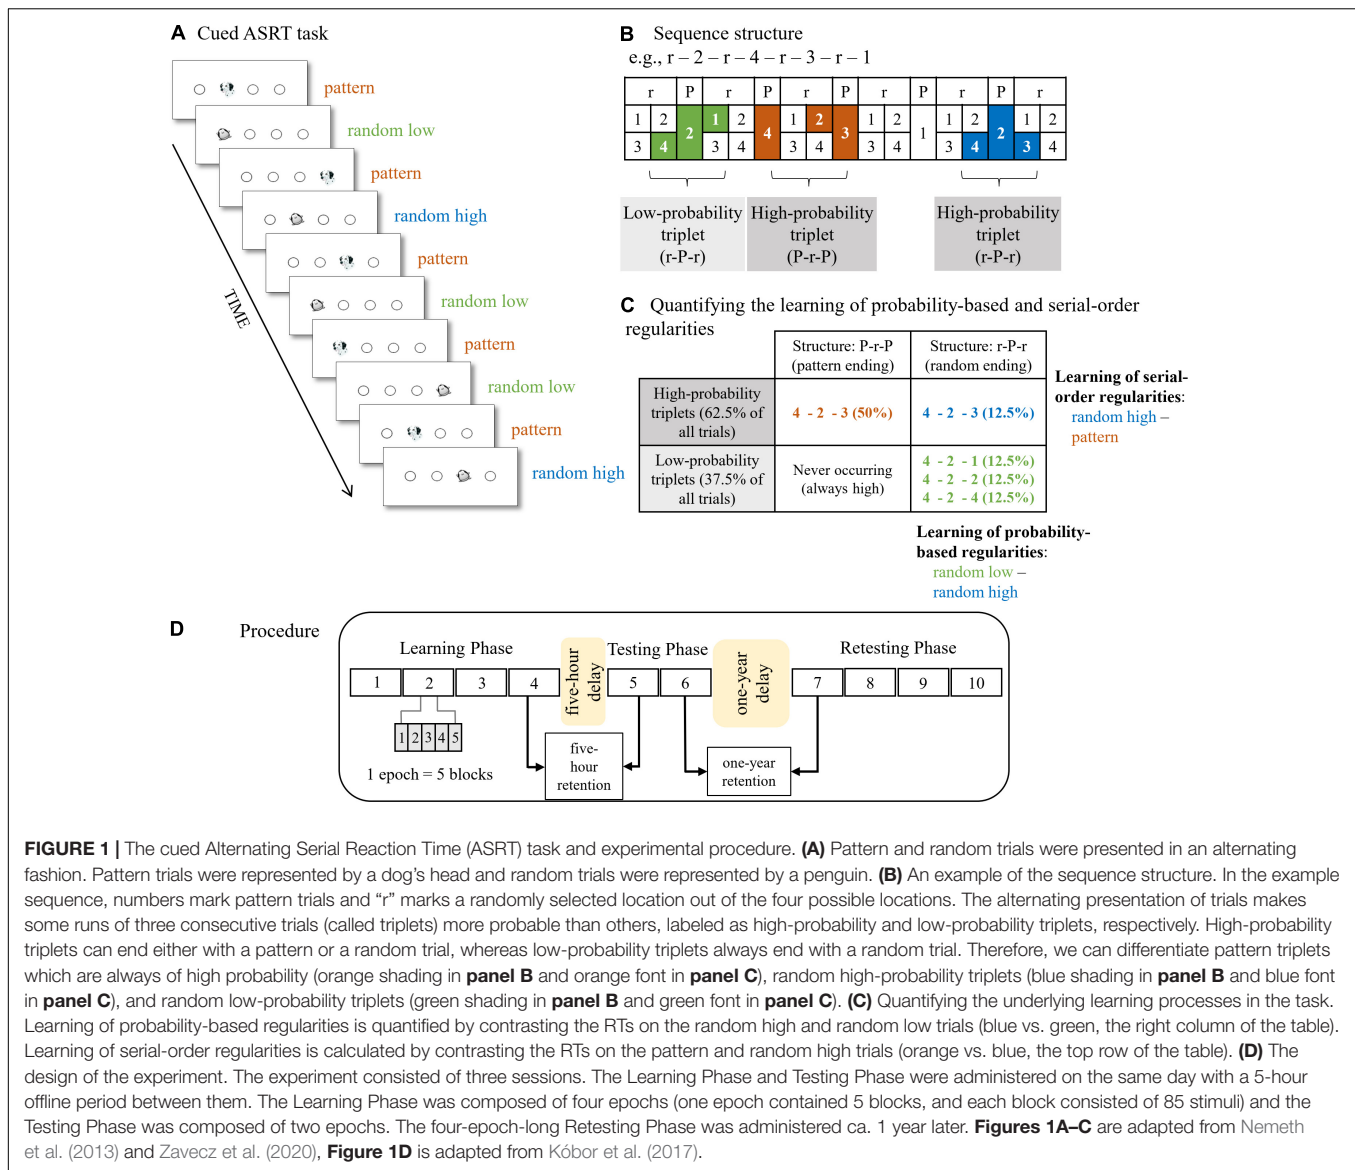 A Cued ASRT task
pattern
random low
pattern
random high
pattern
random low
pattern
random low
pattern
random high
TIME
B Sequence structure
e.g., r – 2 – r – 4 – r – 3 – r – 1
r P r P r P r P r P r
1 2 2 1 2 4 1 2 3 1 2 1 1 2 2 1 2
3 4 3 4 3 4 3 4 3 4 3 4
Low-probability
triplet
(r-P-r)
High-probability
triplet
(P-r-P)
High-probability
triplet
(r-P-r)
C Quantifying the learning of probability-based and serial-order
regularities
Structure: P-r-P
(pattern ending)
Structure: r-P-r
(random ending)
High-probability
triplets (62.5% of
all trials)
4 - 2 - 3 (50%)
4 - 2 - 3 (12.5%)
Low-probability
triplets (37.5% of
all trials)
Never occurring
(always high)
4 - 2 - 1 (12.5%)
4 - 2 - 2 (12.5%)
4 - 2 - 4 (12.5%)
Learning of serial-
order regularities:
random high –
pattern
Learning of probability-
based regularities:
random low –
random high
D Procedure
Learning Phase
five-hour
delay
Testing Phase
one-year
delay
Retesting Phase
1 2 3 4 5 6 7 8 9 10
1 2 3 4 5
1 epoch = 5 blocks
five-
hour
retention
one-year
retention
FIGURE 1 | The cued Alternating Serial Reaction Time (ASRT) task and experimental procedure. (A) Pattern and random trials were presented in an alternating
fashion. Pattern trials were represented by a dog's head and random trials were represented by a penguin. (B) An example of the sequence structure. In the example
sequence, numbers mark pattern trials and "r" marks a randomly selected location out of the four possible locations. The alternating presentation of trials makes
some runs of three consecutive trials (called triplets) more probable than others, labeled as high-probability and low-probability triplets, respectively. High-probability
triplets can end either with a pattern or a random trial, whereas low-probability triplets always end with a random trial. Therefore, we can differentiate pattern triplets
which are always of high probability (orange shading in panel B and orange font in panel C), random high-probability triplets (blue shading in panel B and blue font
in panel C), and random low-probability triplets (green shading in panel B and green font in panel C). (C) Quantifying the underlying learning processes in the task.
Learning of probability-based regularities is quantified by contrasting the RTs on the random high and random low trials (blue vs. green, the right column of the table).
Learning of serial-order regularities is calculated by contrasting the RTs on the pattern and random high trials (orange vs. blue, the top row of the table). (D) The
design of the experiment. The experiment consisted of three sessions. The Learning Phase and Testing Phase were administered on the same day with a 5-hour
offline period between them. The Learning Phase was composed of four epochs (one epoch contained 5 blocks, and each block consisted of 85 stimuli) and the
Testing Phase was composed of two epochs. The four-epoch-long Retesting Phase was administered ca. 1 year later. Figures 1A–C are adapted from Nemeth
et al. (2013) and Zavecz et al. (2020), Figure 1D is adapted from Kóbor et al. (2017).